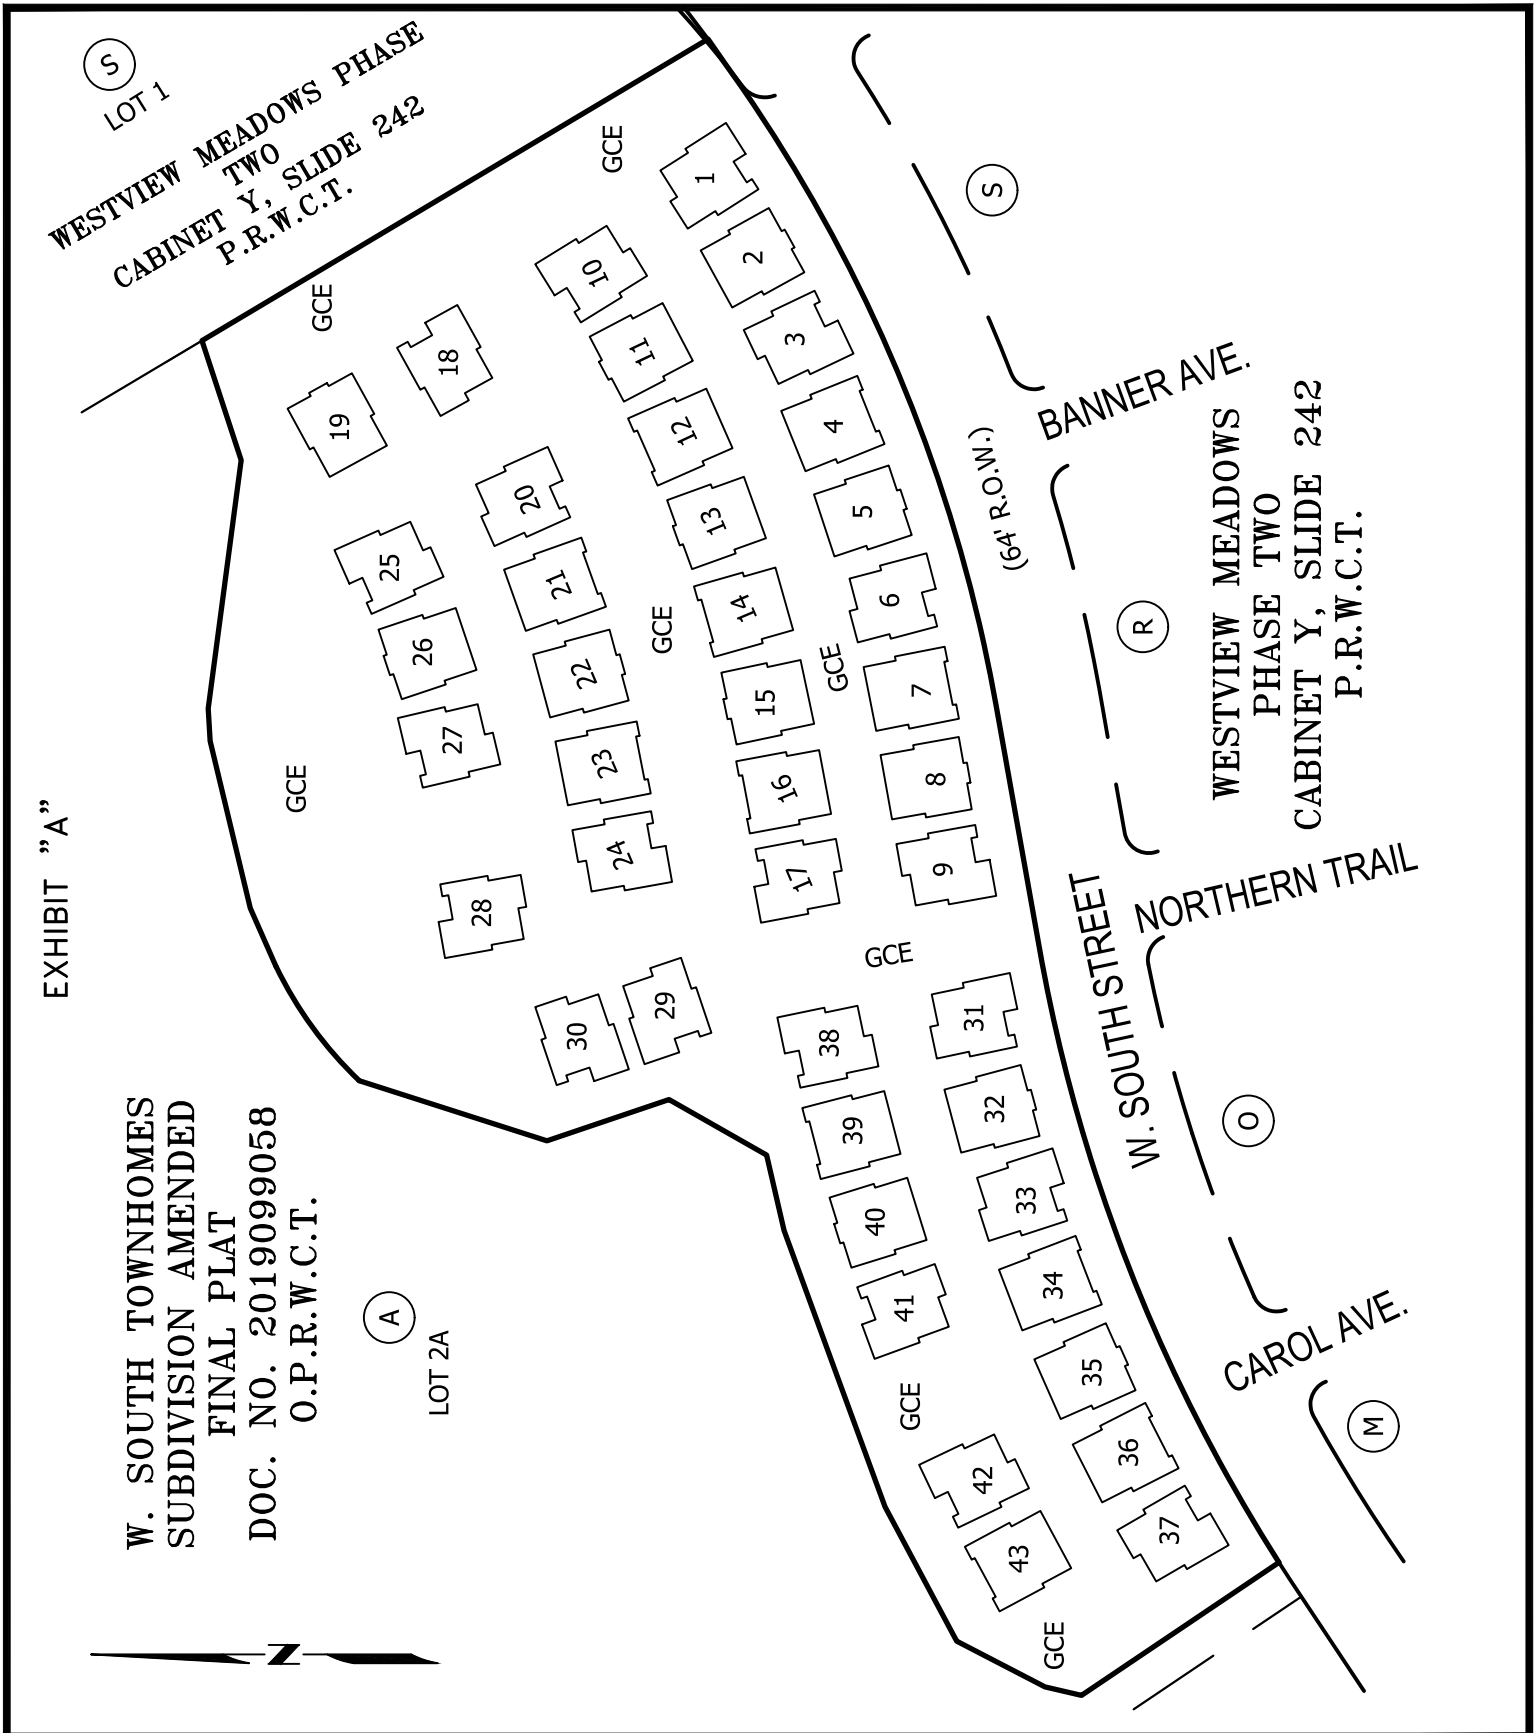 EXHIBIT "A"
S
LOT 1
WESTVIEW MEADOWS PHASE
TWO
CABINET Y, SLIDE 242
P.R.W.C.T.
W. SOUTH TOWNHOMES
SUBDIVISION AMENDED
FINAL PLAT
DOC. NO. 2019099058
O.P.R.W.C.T.
A
LOT 2A
N
GCE
GCE
GCE
GCE
GCE
GCE
GCE
GCE
1
2
3
4
5
6
7
8
9
10
11
12
13
14
15
16
17
18
19
20
21
22
23
24
25
26
27
28
29
30
31
32
33
34
35
36
37
38
39
40
41
42
43
W. SOUTH STREET
(64' R.O.W.)
S
BANNER AVE.
R
NORTHERN TRAIL
O
CAROL AVE.
M
WESTVIEW MEADOWS
PHASE TWO
CABINET Y, SLIDE 242
P.R.W.C.T.